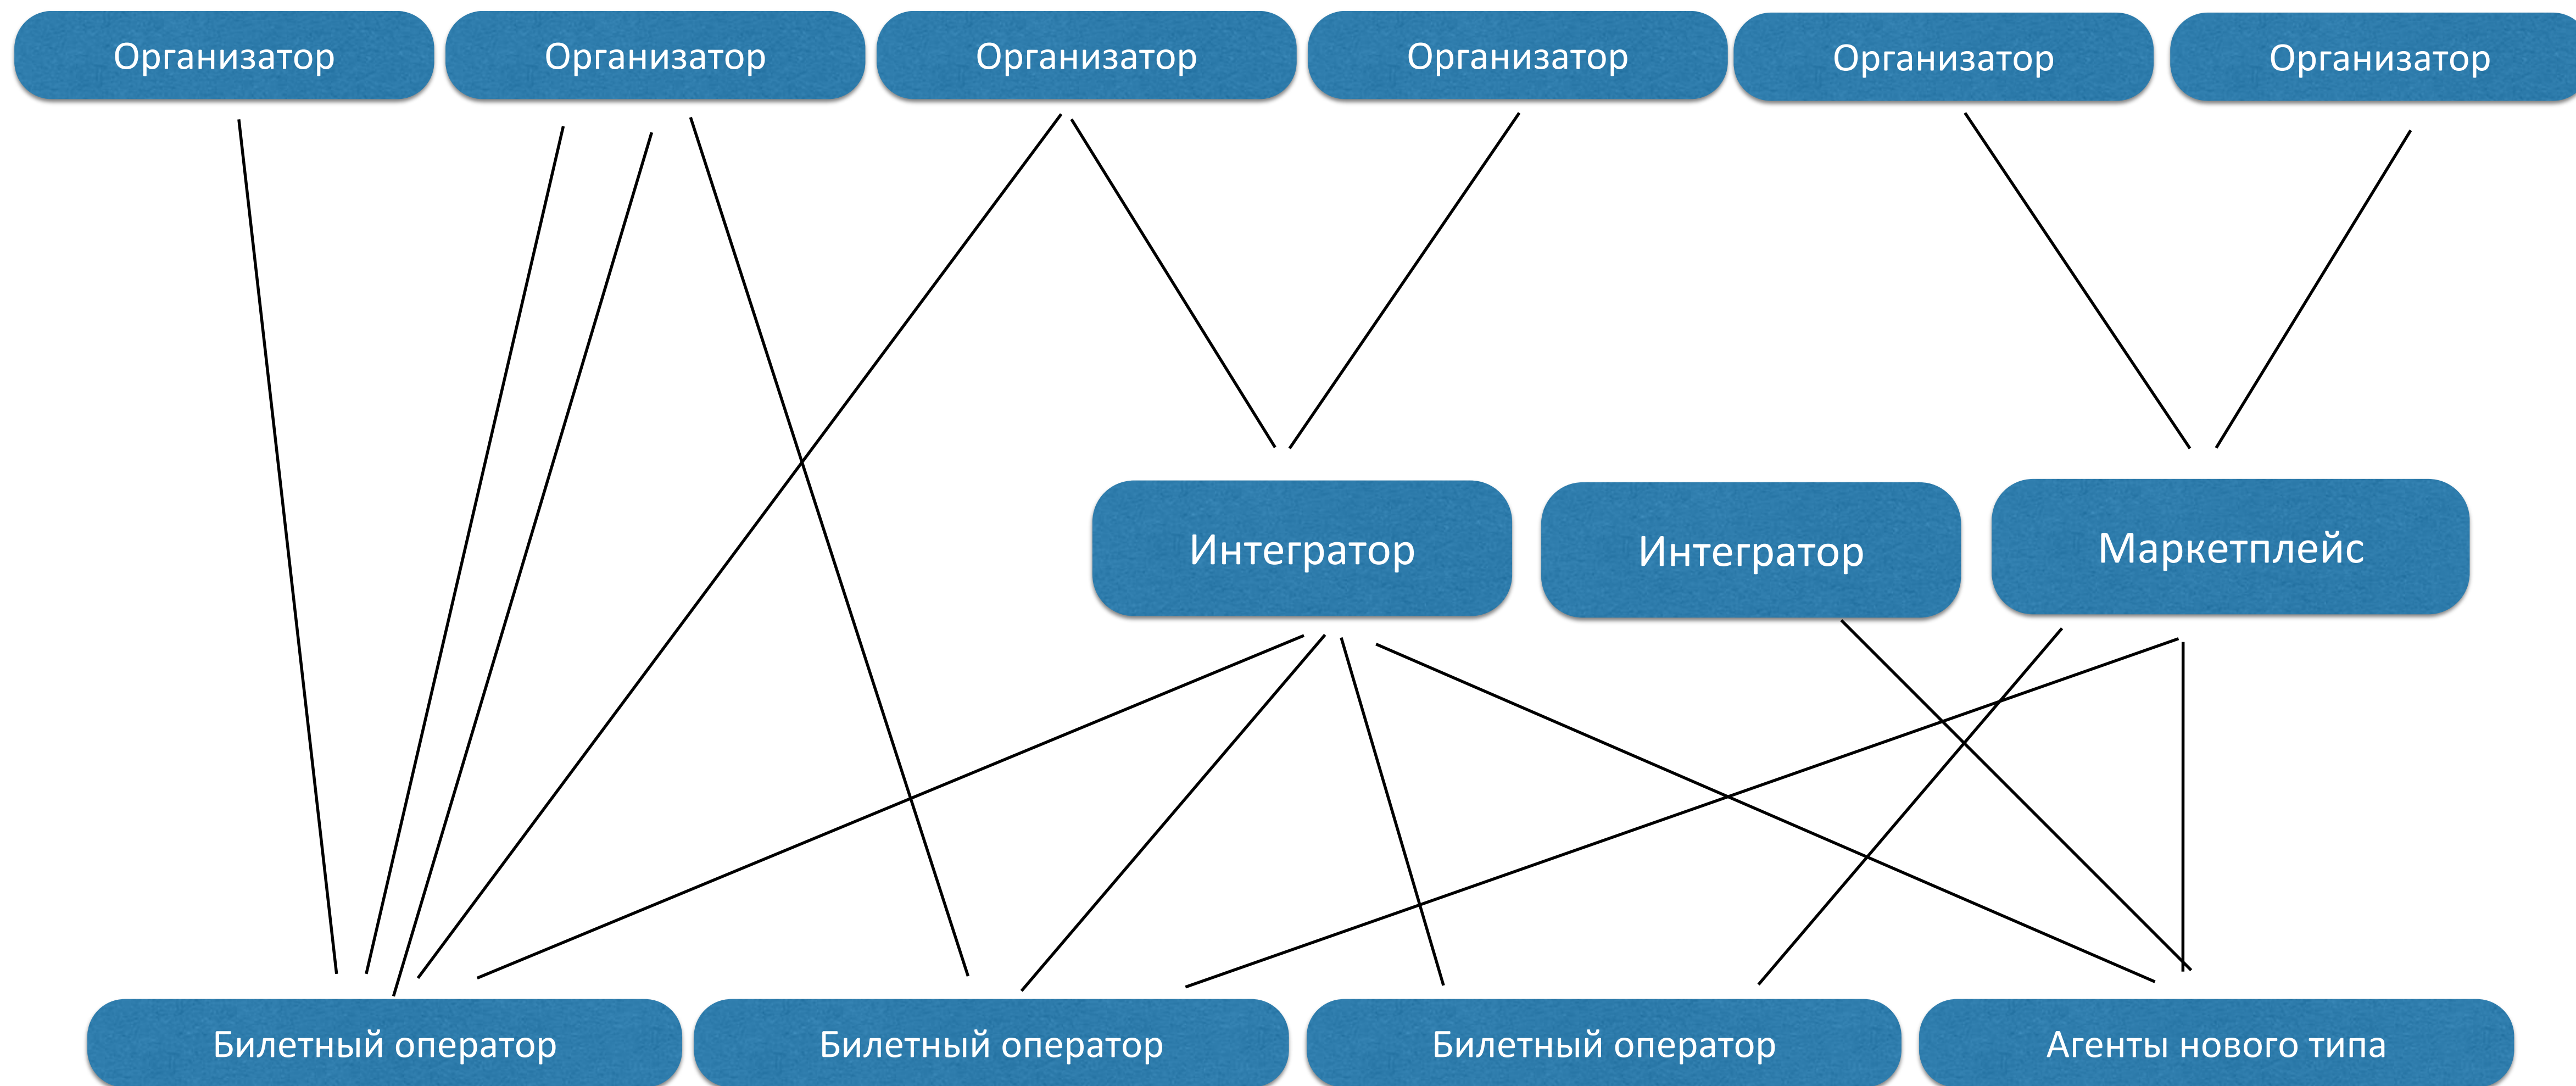 Организатор
Организатор
Организатор
Организатор
Организатор
Организатор
Интегратор
Интегратор
Маркетплейс
Билетный оператор
Билетный оператор
Билетный оператор
Агенты нового типа